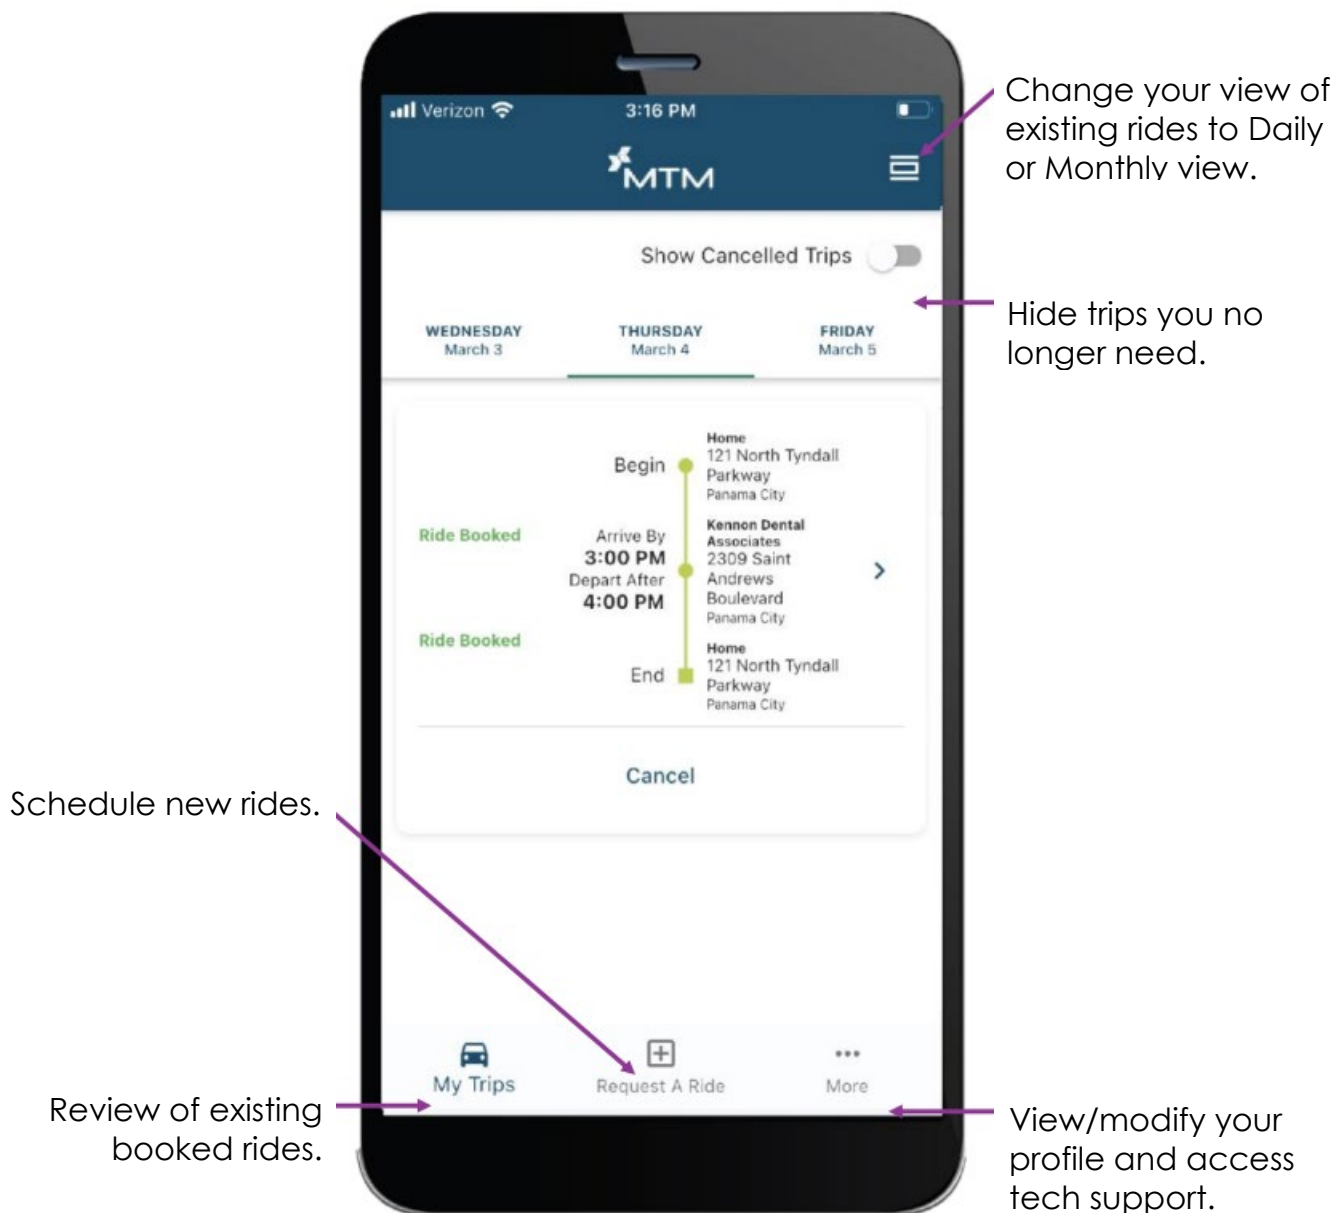 Verizon
3:16 PM
MTM
Change your view of
existing rides to Daily
or Monthly view.
Show Cancelled Trips
Hide trips you no
longer need.
WEDNESDAY
March 3
THURSDAY
March 4
FRIDAY
March 5
Begin
Home
121 North Tyndall
Parkway
Panama City
Ride Booked
Arrive By
3:00 PM
Depart After
4:00 PM
Kennon Dental
Associates
2309 Saint
Andrews
Boulevard
Panama City
Ride Booked
End
Home
121 North Tyndall
Parkway
Panama City
Cancel
Schedule new rides.
My Trips
Request A Ride
More
Review of existing
booked rides.
View/modify your
profile and access
tech support.